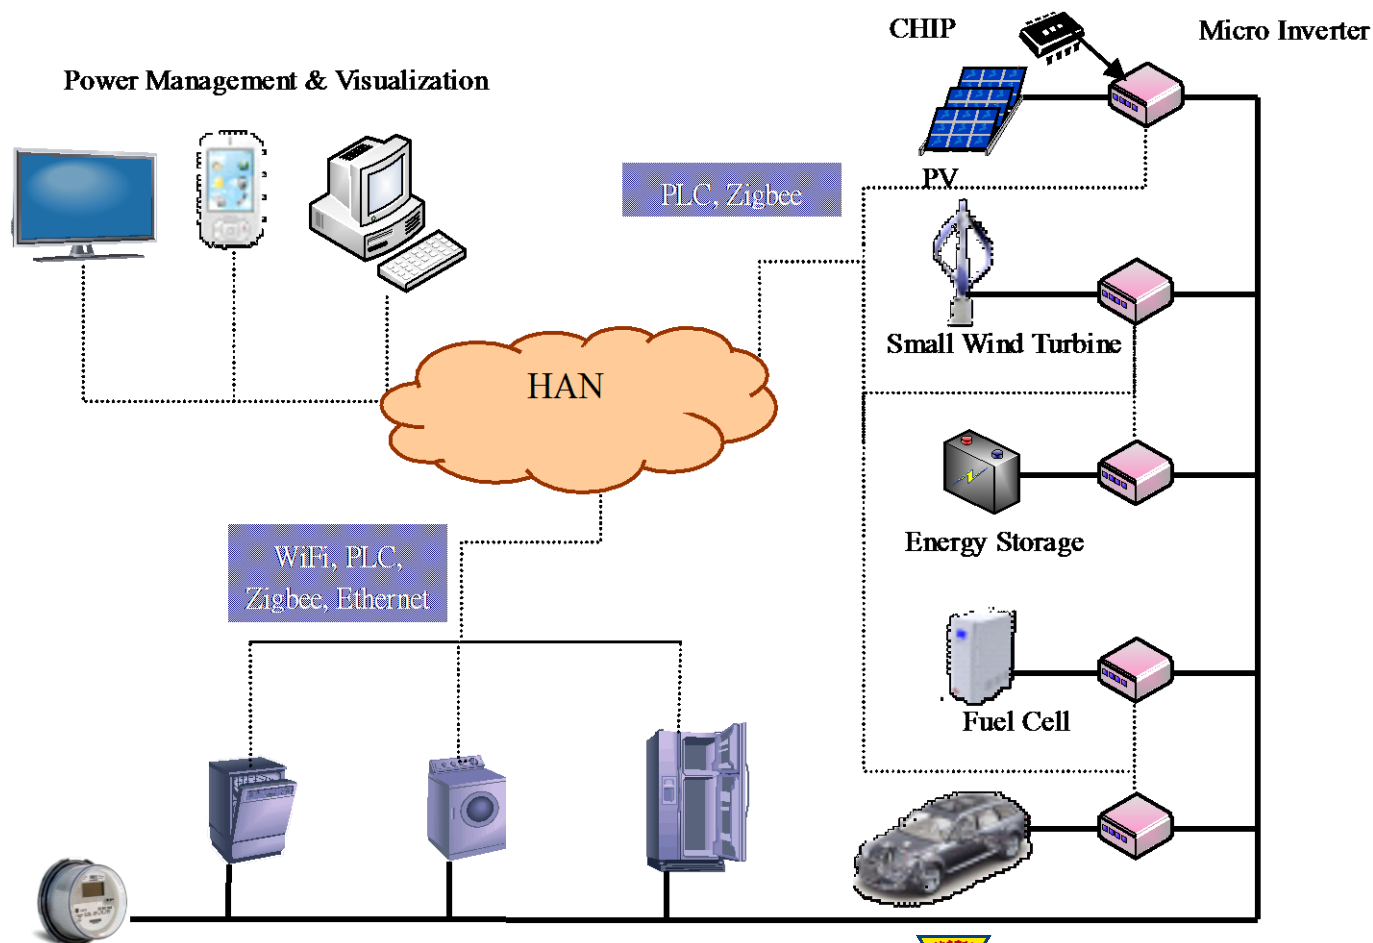 CHIP
Micro Inverter
Power Management & Visualization
PV
PLC, Zigbee
Small Wind Turbine
HAN
Energy Storage
WiFi, PLC,
Zigbee, Ethernet
Fuel Cell